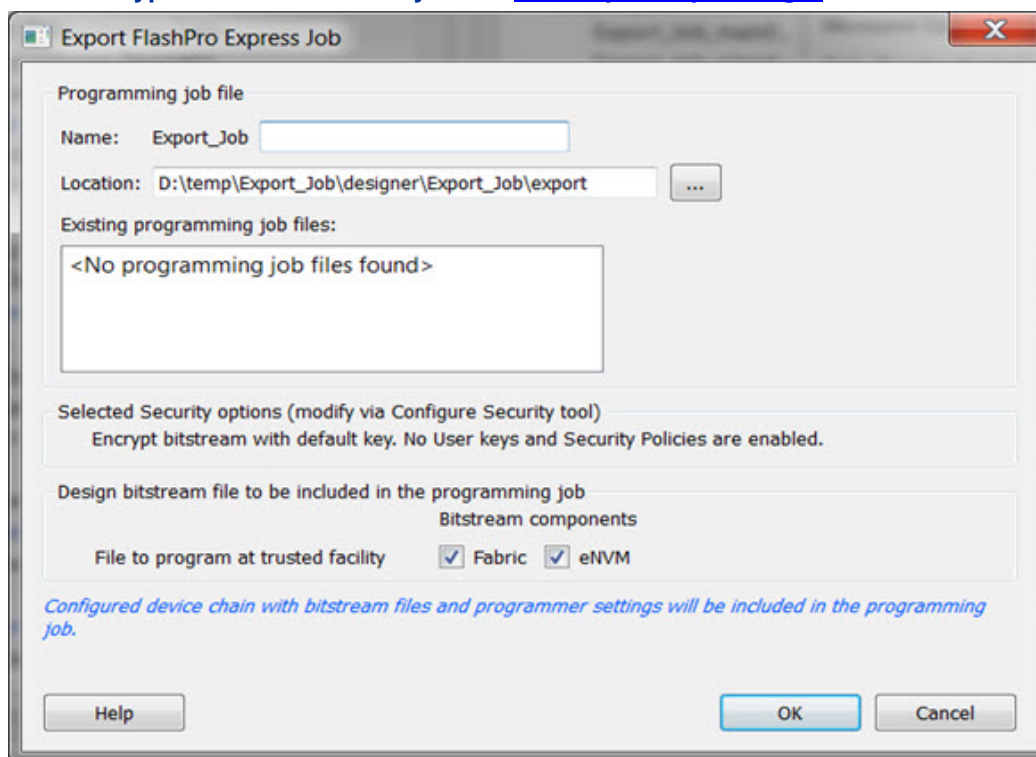 Export FlashPro Express Job
Programming job file
Name: Export_Job
Location: D:\temp\Export_Job\designer\Export_Job\export
...
Existing programming job files:
<No programming job files found>
Selected Security options (modify via Configure Security tool)
Encrypt bitstream with default key. No User keys and Security Policies are enabled.
Design bitstream file to be included in the programming job
Bitstream components
File to program at trusted facility Fabric eNVM
Configured device chain with bitstream files and programmer settings will be included in the programming
job.
Help OK Cancel